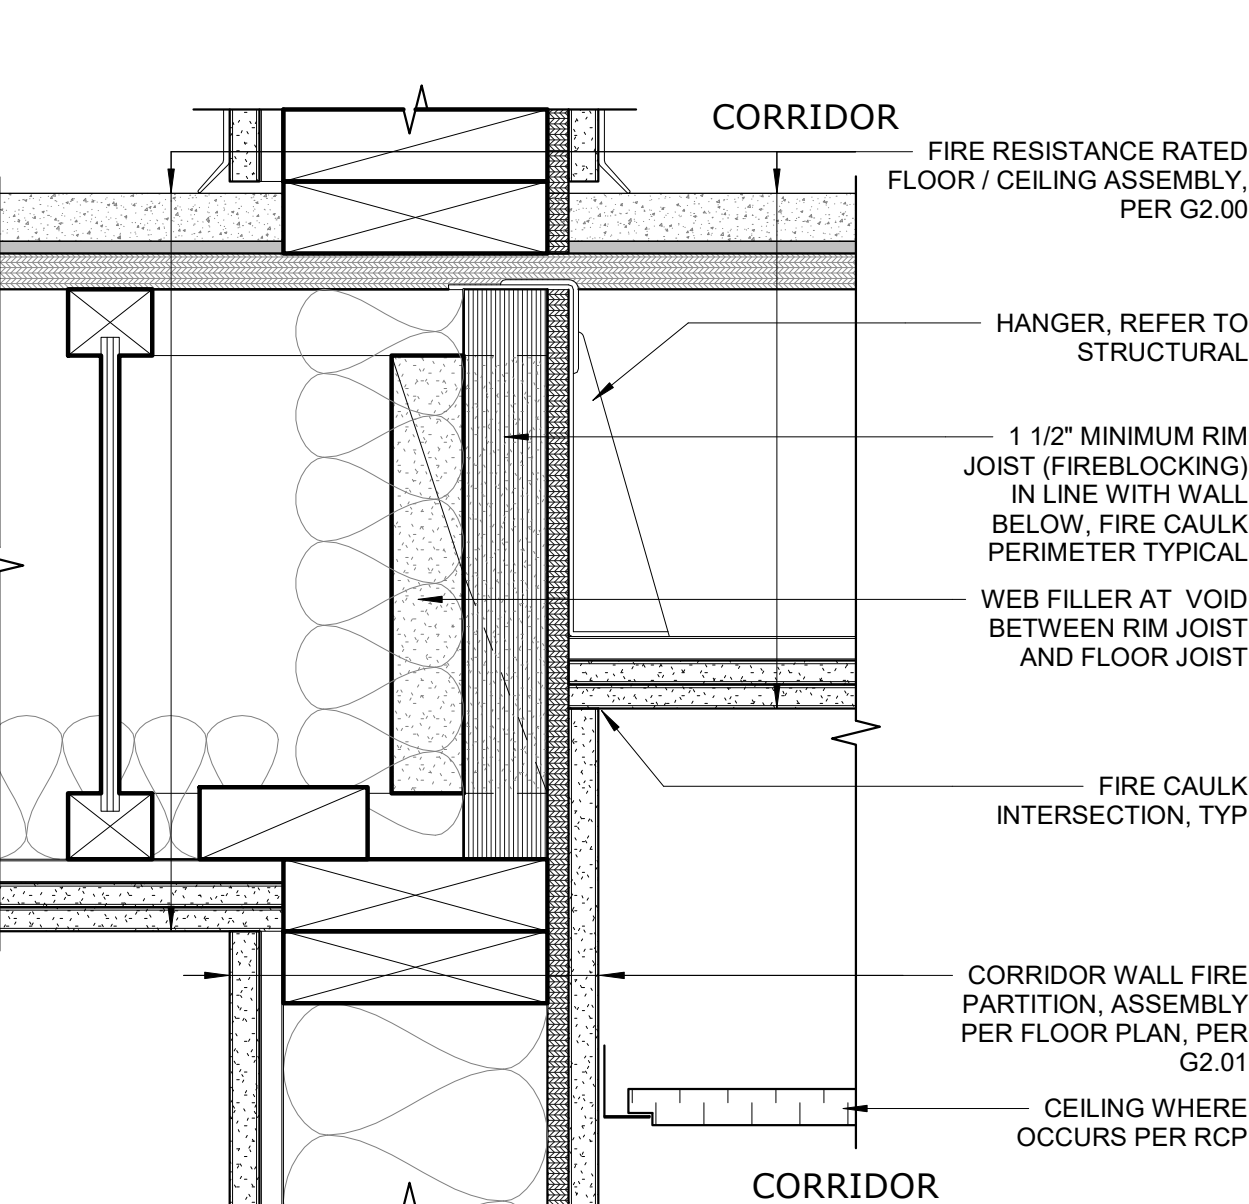 CORRIDOR
FIRE RESISTANCE RATED
FLOOR / CEILING ASSEMBLY,
PER G2.00
HANGER, REFER TO
STRUCTURAL
1 1/2" MINIMUM RIM
JOIST (FIREBLOCKING)
IN LINE WITH WALL
BELOW, FIRE CAULK
PERIMETER TYPICAL
WEB FILLER AT VOID
BETWEEN RIM JOIST
AND FLOOR JOIST
FIRE CAULK
INTERSECTION, TYP
CORRIDOR WALL FIRE
PARTITION, ASSEMBLY
PER FLOOR PLAN, PER
G2.01
CEILING WHERE
OCCURS PER RCP
CORRIDOR